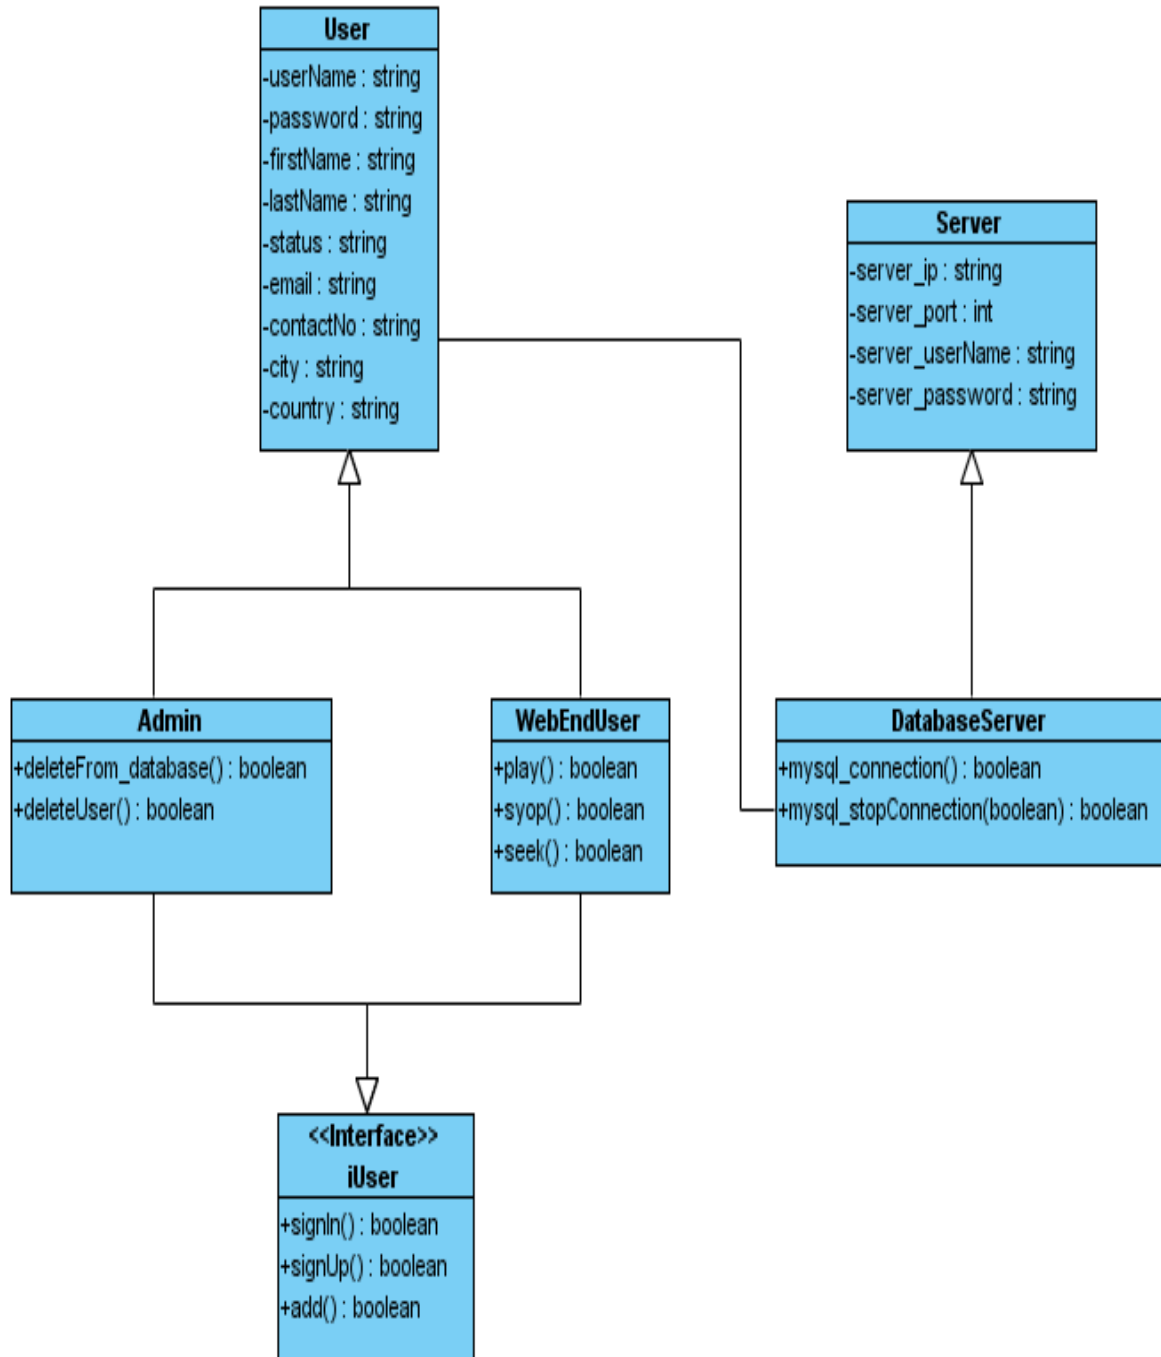 User
-userName : string
-password : string
-firstName : string
-lastName : string
-status : string
-email : string
-contactNo : string
-city : string
-country : string
Server
-server_ip : string
-server_port : int
-server_userName : string
-server_password : string
Admin
+deleteFrom_database() : boolean
+deleteUser() : boolean
WebEndUser
+play() : boolean
+syop() : boolean
+seek() : boolean
DatabaseServer
+mysql_connection() : boolean
+mysql_stopConnection(boolean) : boolean
<<Interface>>
iUser
+signIn() : boolean
+signUp() : boolean
+add() : boolean